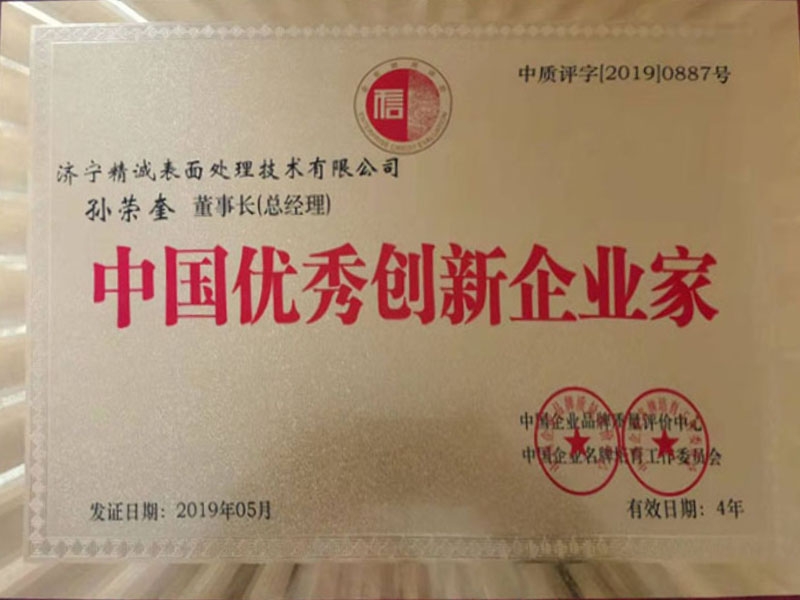 中质评字[2019]0887号
信
济宁精诚表面处理技术有限公司
孙荣奎 董事长(总经理)
中国优秀创新企业家
中国企业品牌质量评价中心
中国企业名牌培育工作委员会
发证日期：2019年05月
有效日期：4年